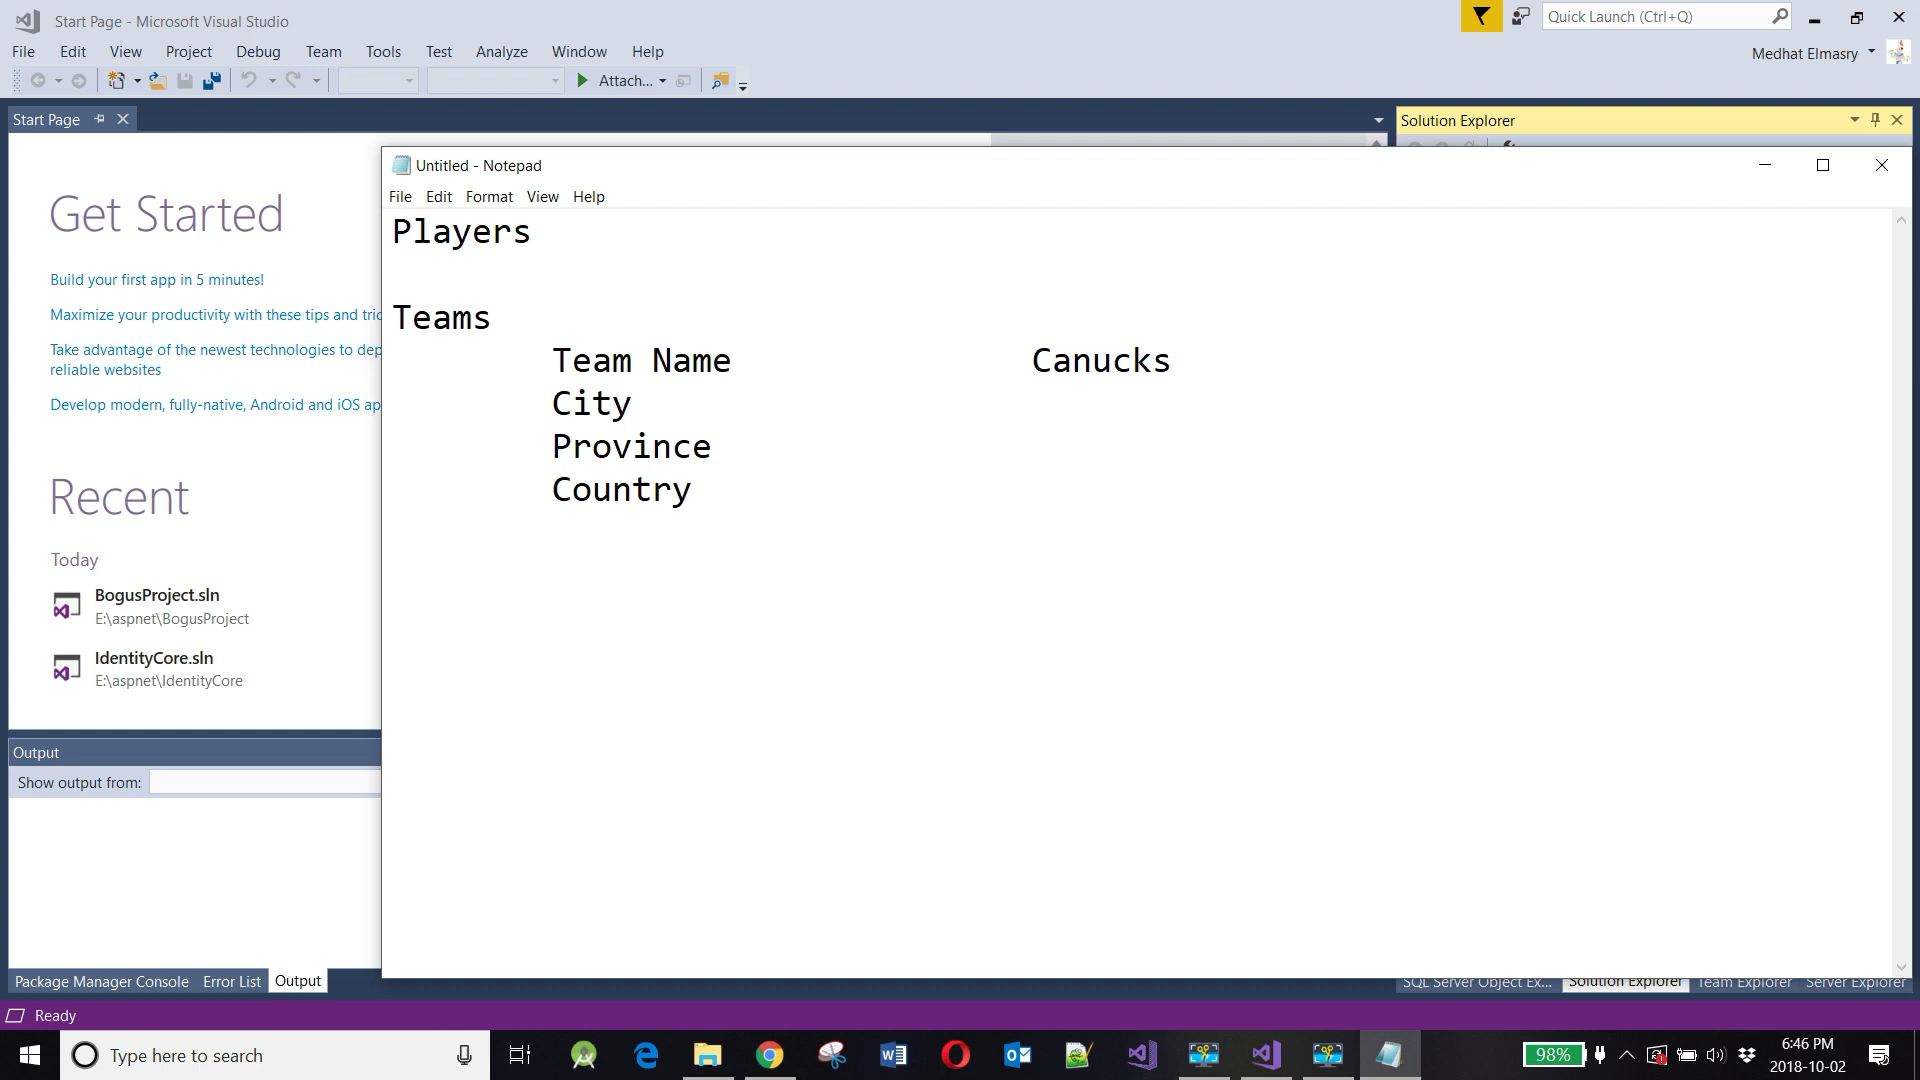 Start Page - Microsoft Visual Studio
Quick Launch (Ctrl+Q)
File Edit View Project Debug Team Tools Test Analyze Window Help
Medhat Elmasry
Attach...
Start Page
Solution Explorer
Get Started
Build your first app in 5 minutes!
Maximize your productivity with these tips and tric
Take advantage of the newest technologies to dep
reliable websites
Develop modern, fully-native, Android and iOS ap
Recent
Today
BogusProject.sln
E:\aspnet\BogusProject
IdentityCore.sln
E:\aspnet\IdentityCore
Untitled - Notepad
File Edit Format View Help
Players
Teams
Team Name Canucks
City
Province
Country
Output
Show output from:
Package Manager Console Error List Output
SQL Server Object Ex... Solution Explorer Team Explorer Server Explorer
Ready
Type here to search
98%
6:46 PM
2018-10-02